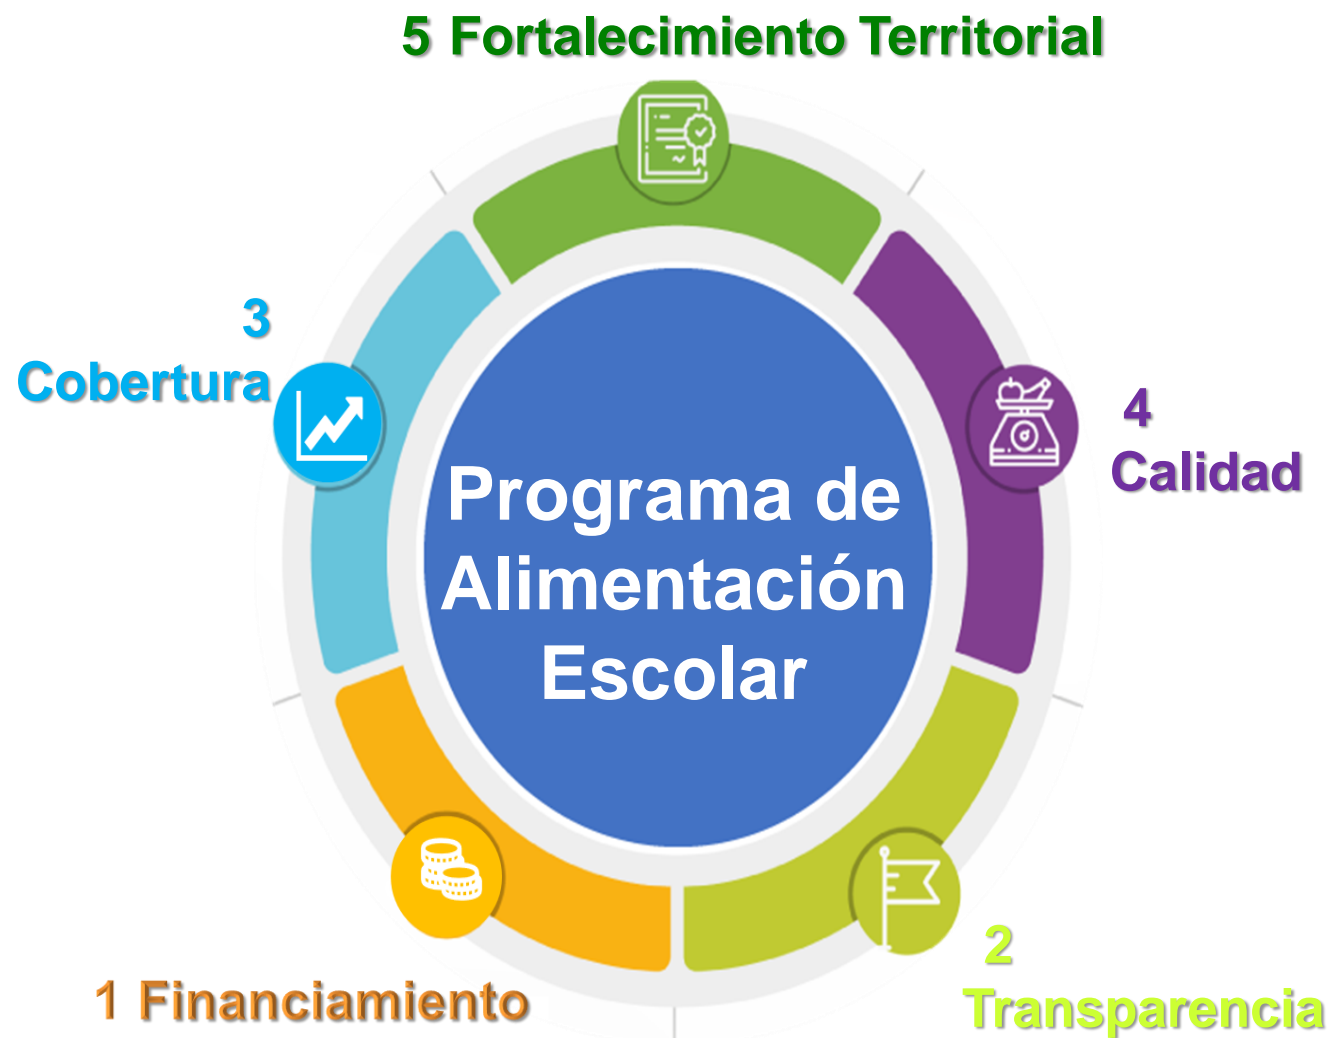 5 Fortalecimiento Territorial
3
Cobertura
4
Calidad
Programa de
Alimentación
Escolar
2
Transparencia
1 Financiamiento